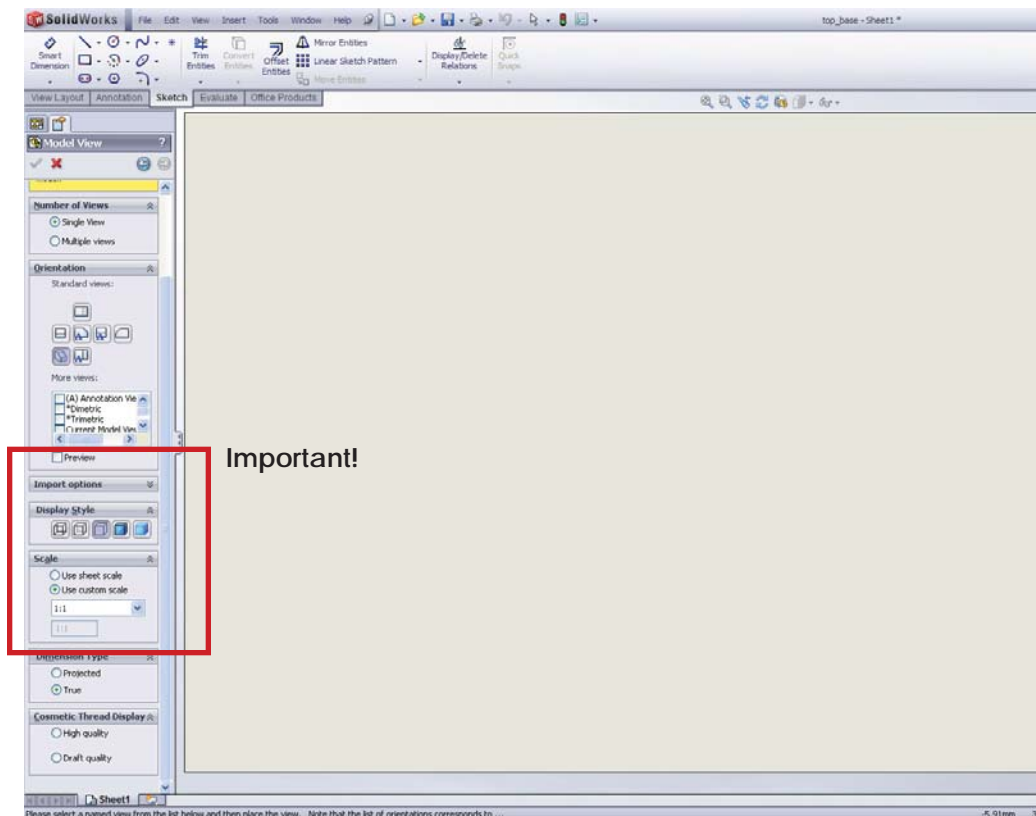 SolidWorks File Edit View Insert Tools Window Help top_base - Sheet1 *
Smart Dimension
Trim Entities
Convert Entities
Offset Entities
Mirror Entities
Linear Sketch Pattern
Move Entities
Display/Delete Relations
Quick Snaps
View Layout Annotation Sketch Evaluate Office Products
Model View ?
Number of Views
Single View
Multiple views
Orientation
Standard views:
More views:
(A) Annotation Vie
*Dimetric
*Trimetric
Current Model View
Preview
Important!
Import options
Display Style
Scale
Use sheet scale
Use custom scale
1:1
1:1
Dimension Type
Projected
True
Cosmetic Thread Display
High quality
Draft quality
Sheet1
Please select a named view from the list below and then place the view. Note that the list of orientations corresponds to ... -5.91mm